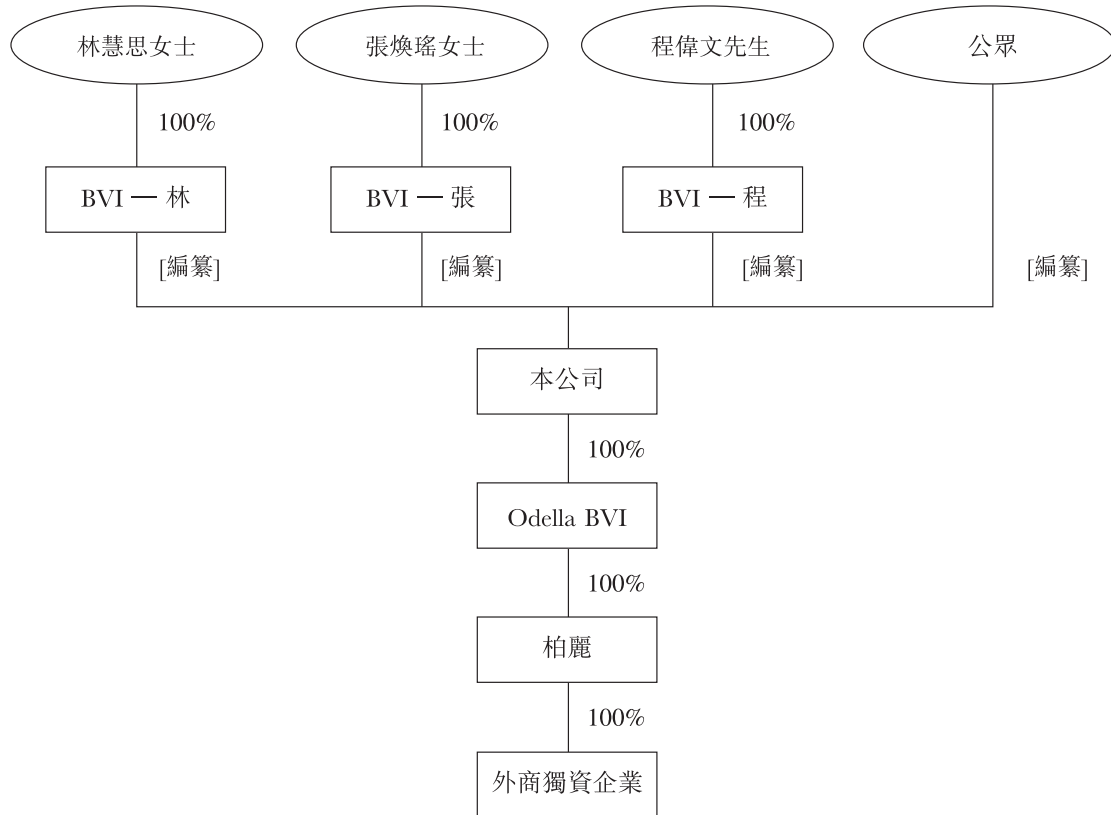 林慧思女士
張煥瑤女士
程偉文先生
公眾
100%
100%
100%
BVI — 林
BVI — 張
BVI — 程
[編纂]
[編纂]
[編纂]
[編纂]
本公司
100%
Odella BVI
100%
柏麗
100%
外商獨資企業